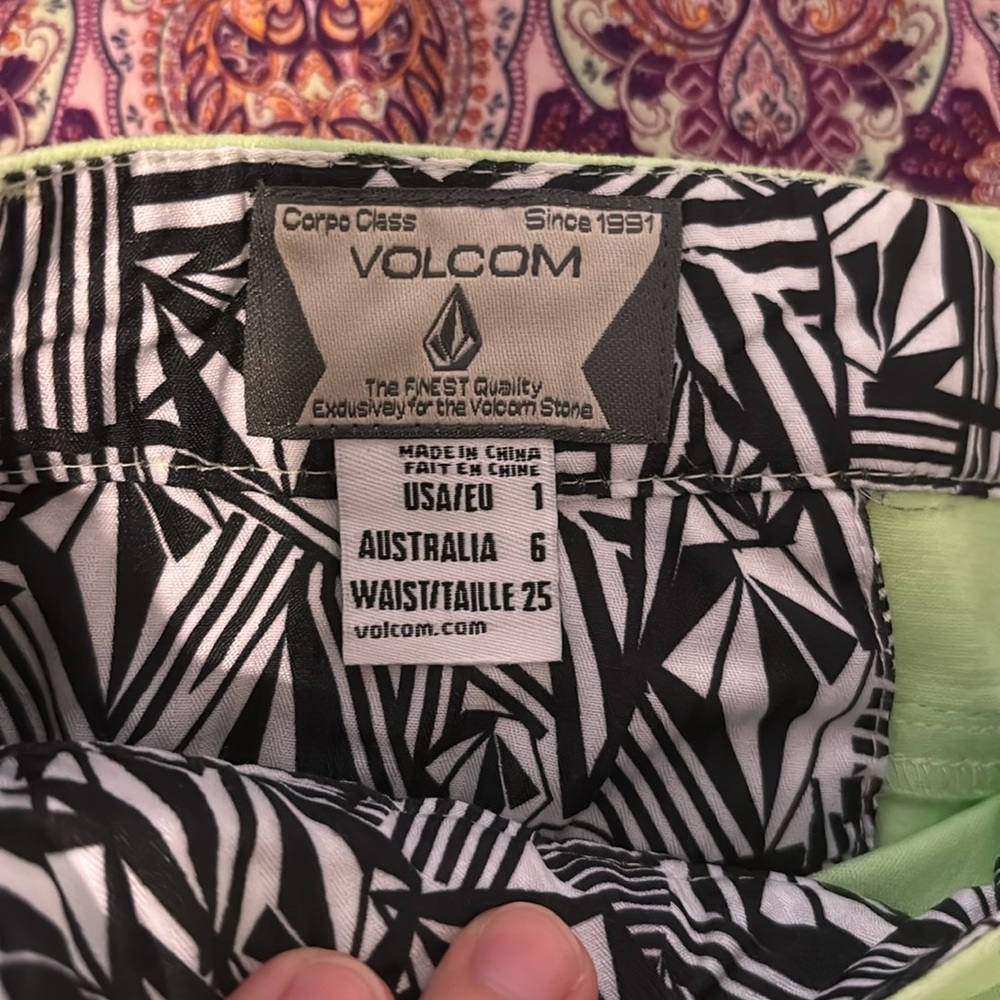 Corpo Class Since 1991
VOLCOM
The FINEST Quality
Exclusively for the Volcom Stone
MADE IN CHINA
FAIT EN CHINE
USA/EU 1
AUSTRALIA 6
WAIST/TAILLE 25
volcom.com